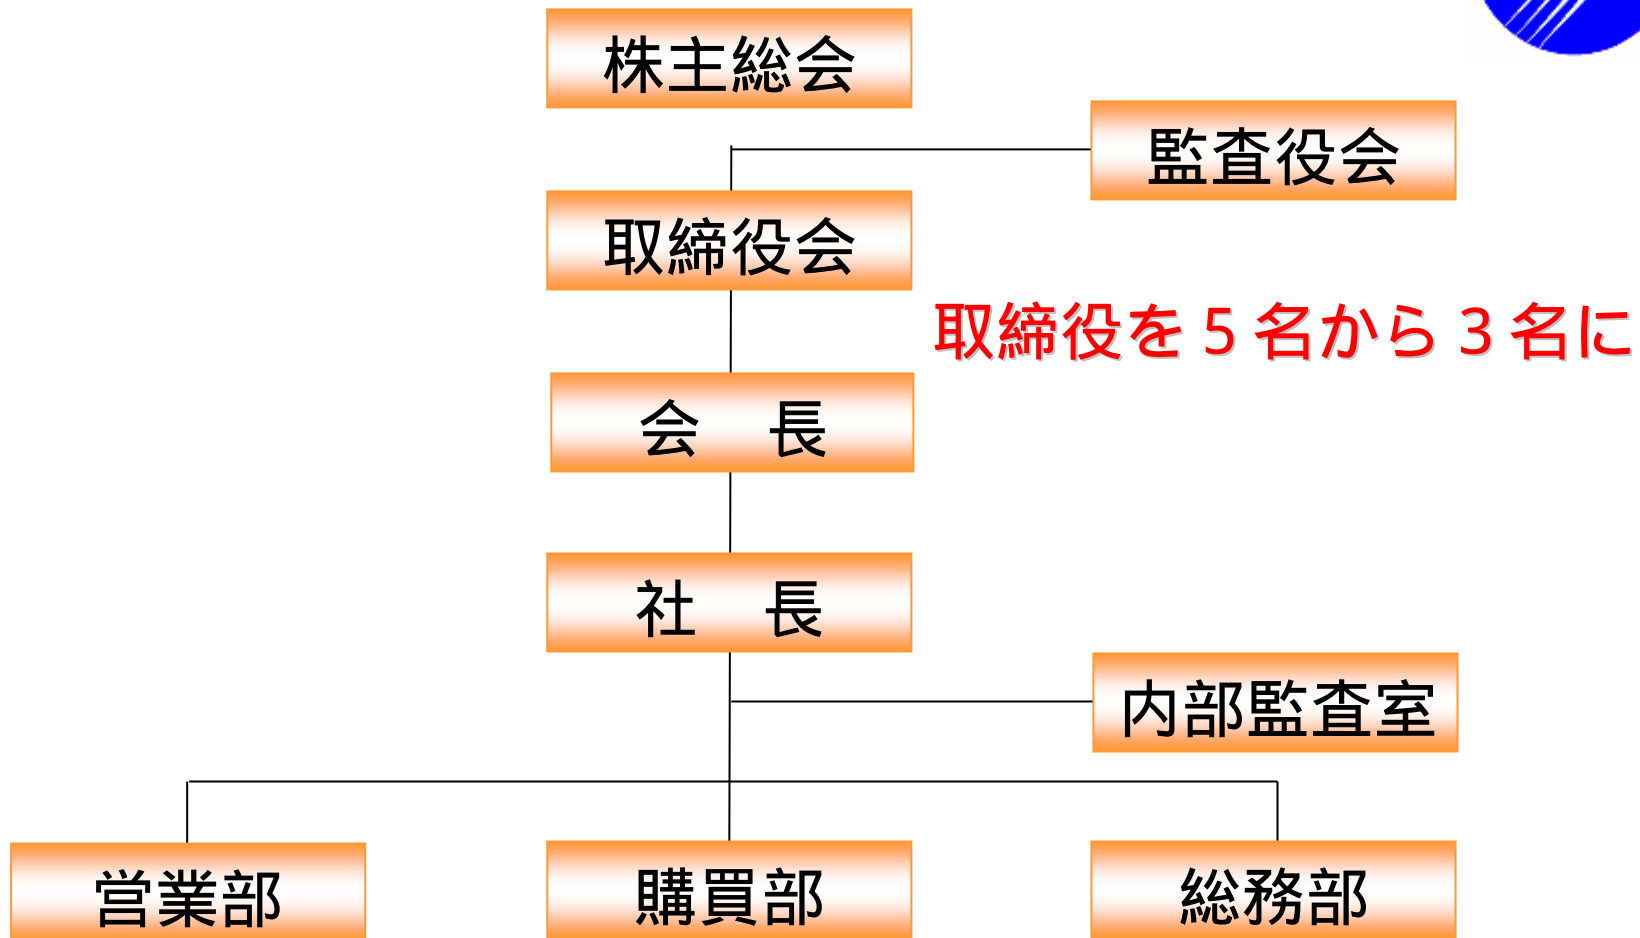 株主総会
監査役会
取締役会
取締役を5名から3名に
会　長
社　長
内部監査室
営業部
購買部
総務部